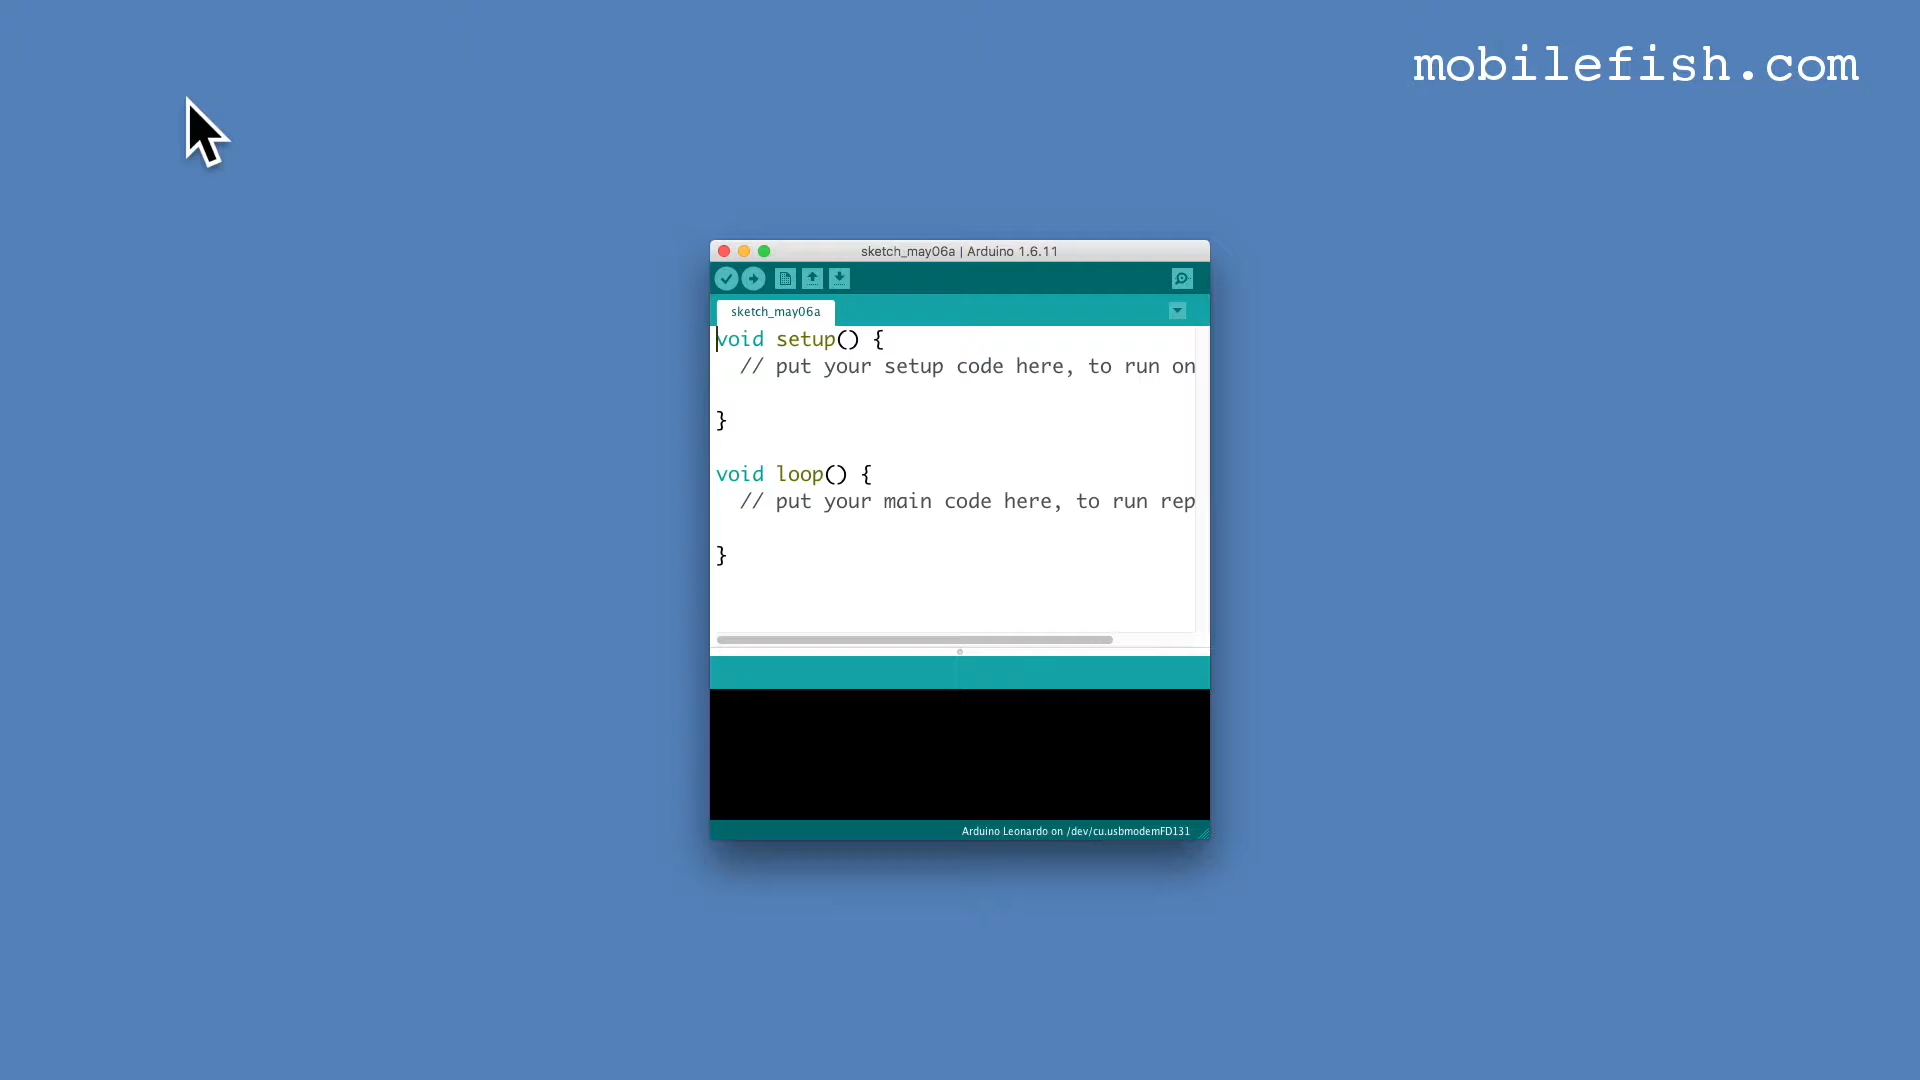 mobilefish.com
sketch_may06a | Arduino 1.6.11
sketch_may06a
void setup() {
  // put your setup code here, to run on

}

void loop() {
  // put your main code here, to run rep

}
Arduino Leonardo on /dev/cu.usbmodemFD131